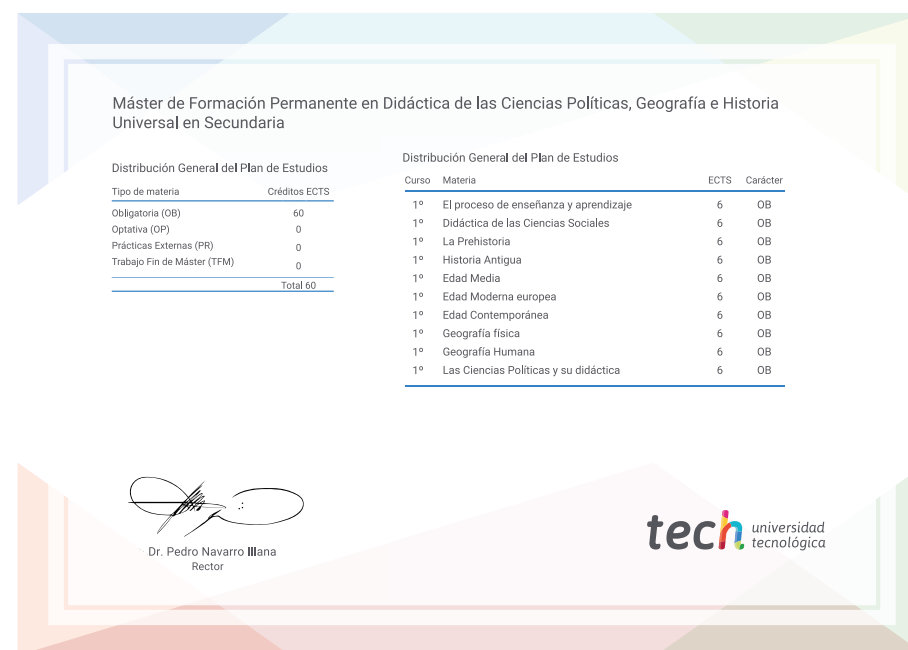 Máster de Formación Permanente en Didáctica de las Ciencias Políticas, Geografía e Historia
Universal en Secundaria
Distribución General del Plan de Estudios
Tipo de materia Créditos ECTS
Obligatoria (OB) 60
Optativa (OP) 0
Prácticas Externas (PR) 0
Trabajo Fin de Máster (TFM) 0
Total 60
Distribución General del Plan de Estudios
Curso Materia ECTS Carácter
1º El proceso de enseñanza y aprendizaje 6 OB
1º Didáctica de las Ciencias Sociales 6 OB
1º La Prehistoria 6 OB
1º Historia Antigua 6 OB
1º Edad Media 6 OB
1º Edad Moderna europea 6 OB
1º Edad Contemporánea 6 OB
1º Geografía física 6 OB
1º Geografía Humana 6 OB
1º Las Ciencias Políticas y su didáctica 6 OB
Dr. Pedro Navarro Illana
Rector
tech universidad
tecnológica